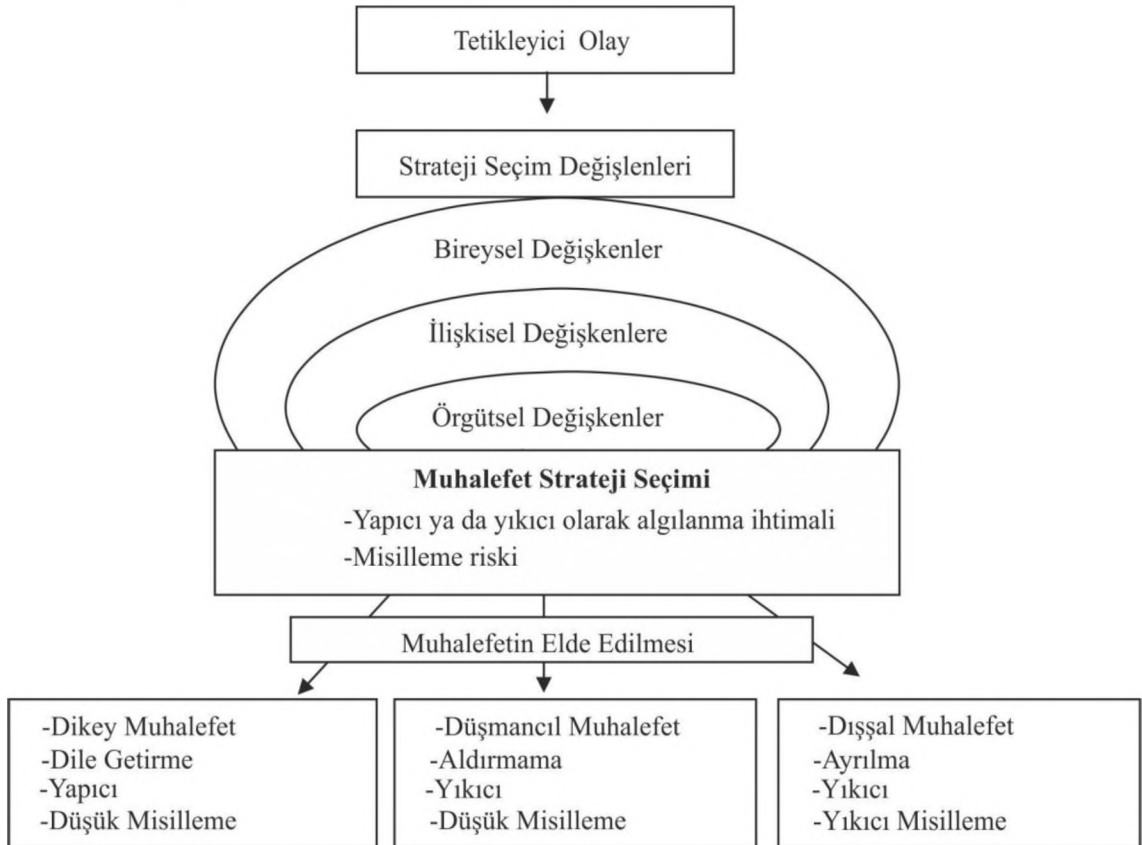 Tetikleyici Olay
Strateji Seçim Değişlenleri
Bireysel Değişkenler
İlişkisel Değişkenlere
Örgütsel Değişkenler
Muhalefet Strateji Seçimi
-Yapıcı ya da yıkıcı olarak algılanma ihtimali
-Misilleme riski
Muhalefetin Elde Edilmesi
-Dikey Muhalefet
-Dile Getirme
-Yapıcı
-Düşük Misilleme
-Düşmancıl Muhalefet
-Aldırmama
-Yıkıcı
-Düşük Misilleme
-Dışsal Muhalefet
-Ayrılma
-Yıkıcı
-Yıkıcı Misilleme